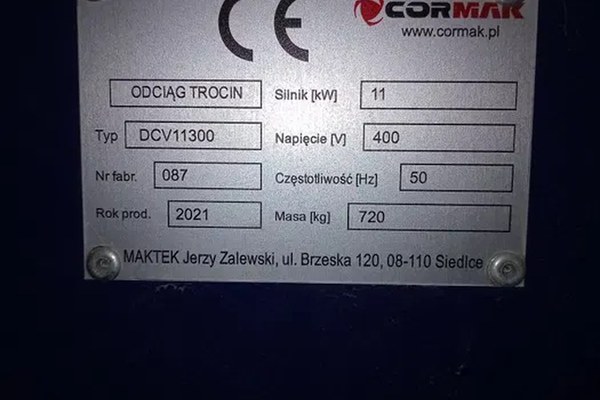 CE CORMAK
www.cormak.pl
ODCIĄG TROCIN Silnik [kW] 11
Typ DCV11300 Napięcie [V] 400
Nr fabr. 087 Częstotliwość [Hz] 50
Rok prod. 2021 Masa [kg] 720
MAKTEK Jerzy Zalewski, ul. Brzeska 120, 08-110 Siedlce